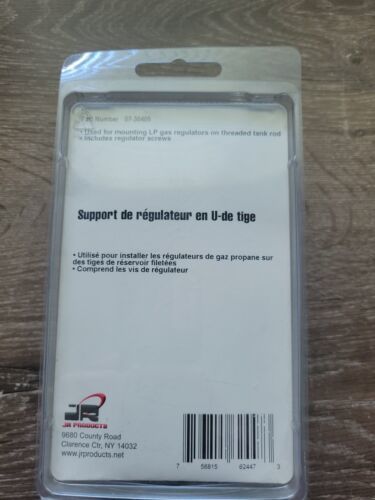 Part Number 07-30405
• Used for mounting LP gas regulators on threaded tank rod
• Includes regulator screws
Support de régulateur en U-de tige
• Utilisé pour installer les régulateurs de gaz propane sur
des tiges de réservoir filetées
• Comprend les vis de régulateur
JR
JR PRODUCTS
9680 County Road
Clarence Ctr, NY 14032
www.jrproducts.net
7 56815 62447 3